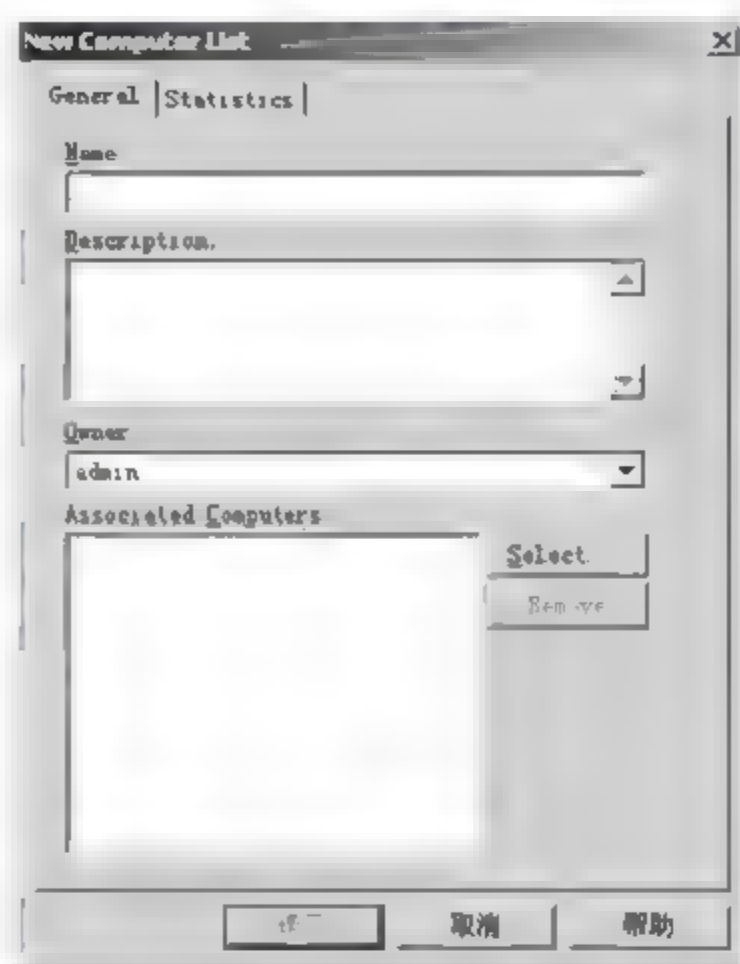 New Computer List
General Statistics
Name
Description.
Owner
admin
Associated Computers
Select.
取消 帮助